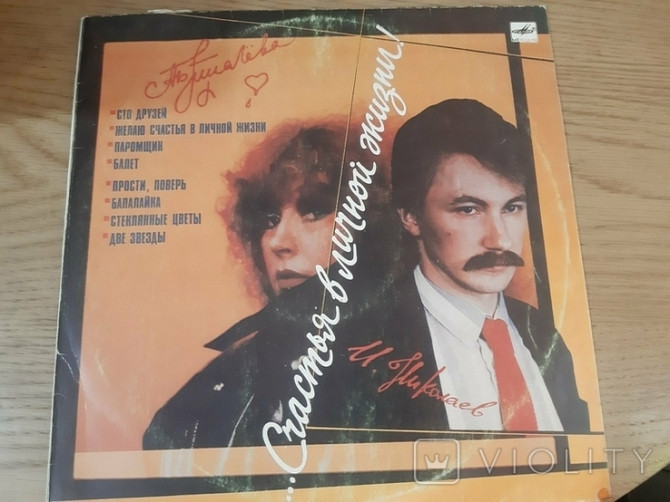 А. Пугачёва
СТО ДРУЗЕЙ
ЖЕЛАЮ СЧАСТЬЯ В ЛИЧНОЙ ЖИЗНИ
ПАРОМЩИК
БАЛЕТ
ПРОСТИ, ПОВЕРЬ
БАЛАЛАЙКА
СТЕКЛЯННЫЕ ЦВЕТЫ
ДВЕ ЗВЕЗДЫ
...Счастья в личной жизни!
И. Николаев
VIOLITY